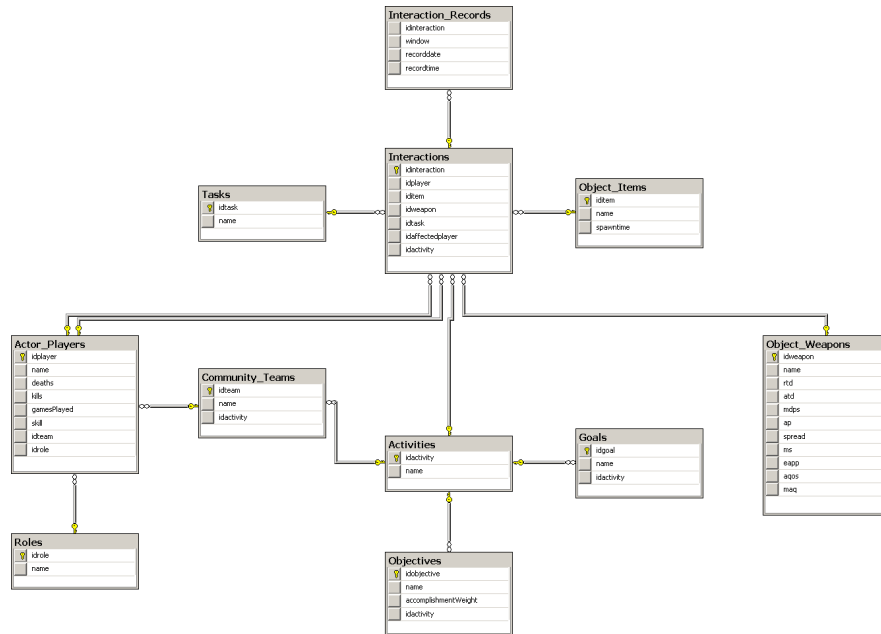 Interaction_Records
idinteraction
window
recorddate
recordtime
Interactions
idinteraction
idplayer
iditem
idweapon
idtask
idaffectedplayer
idactivity
Tasks
idtask
name
Object_Items
iditem
name
spawntime
Actor_Players
idplayer
name
deaths
kills
gamesPlayed
skill
idteam
idrole
Community_Teams
idteam
name
idactivity
Activities
idactivity
name
Goals
idgoal
name
idactivity
Object_Weapons
idweapon
name
rtd
atd
mdps
ap
spread
ms
eapp
aqos
maq
Roles
idrole
name
Objectives
idobjective
name
accomplishmentWeight
idactivity